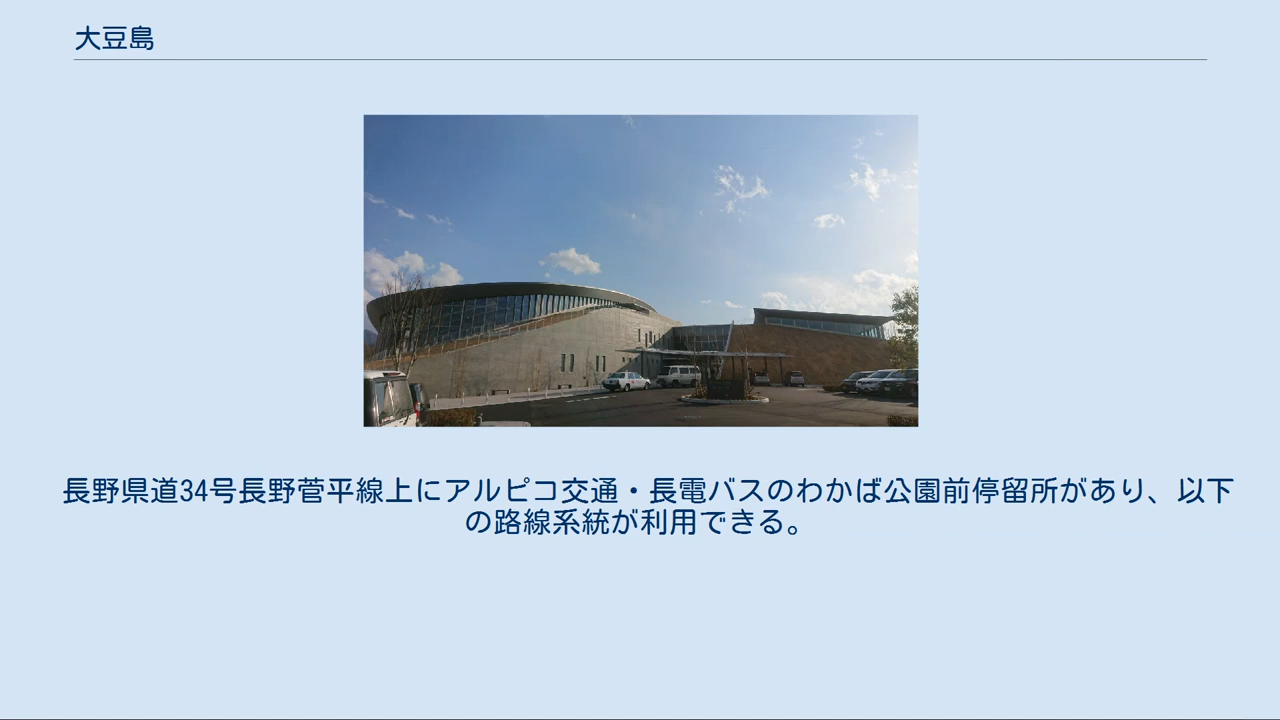 大豆島
長野県道34号長野菅平線上にアルピコ交通・長電バスのわかば公園前停留所があり、以下
の路線系統が利用できる。